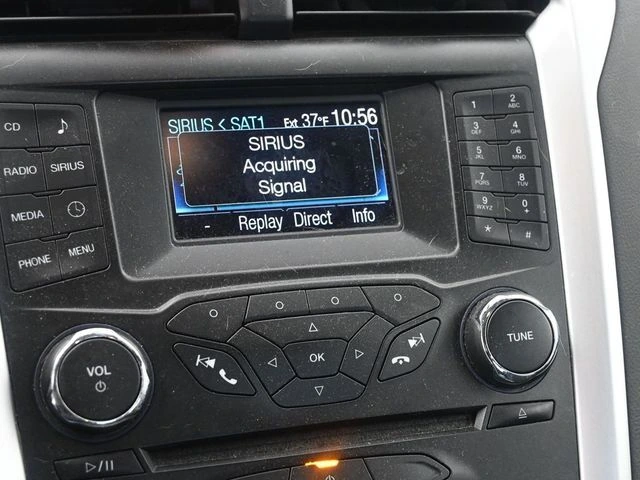 SIRIUS < SAT1 Ext 37°F 10:56
SIRIUS
Acquiring
Signal
- Replay Direct Info
CD
RADIO SIRIUS
MEDIA
PHONE MENU
1 2 ABC
3 DEF 4 GHI
5 JKL 6 MNO
7 PQRS 8 TUV
9 WXYZ 0 +
* #
VOL
OK
TUNE